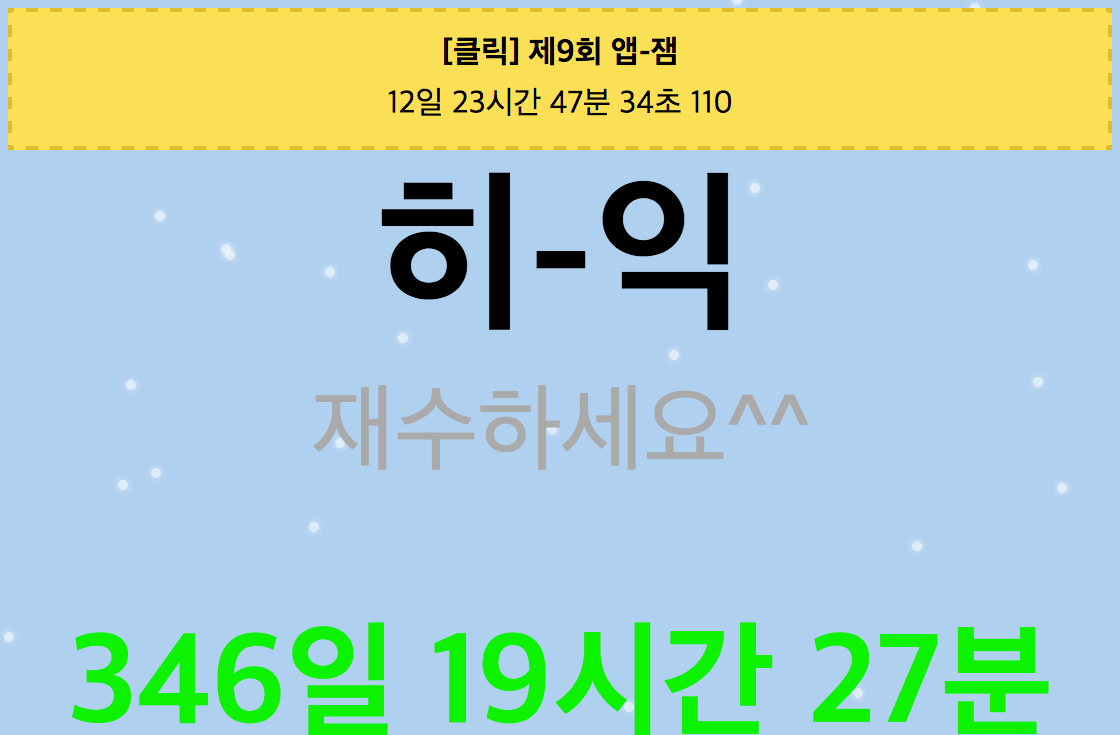 [클릭] 제9회 앱-잼
12일 23시간 47분 34초 110
히-익
재수하세요^^
346일 19시간 27분